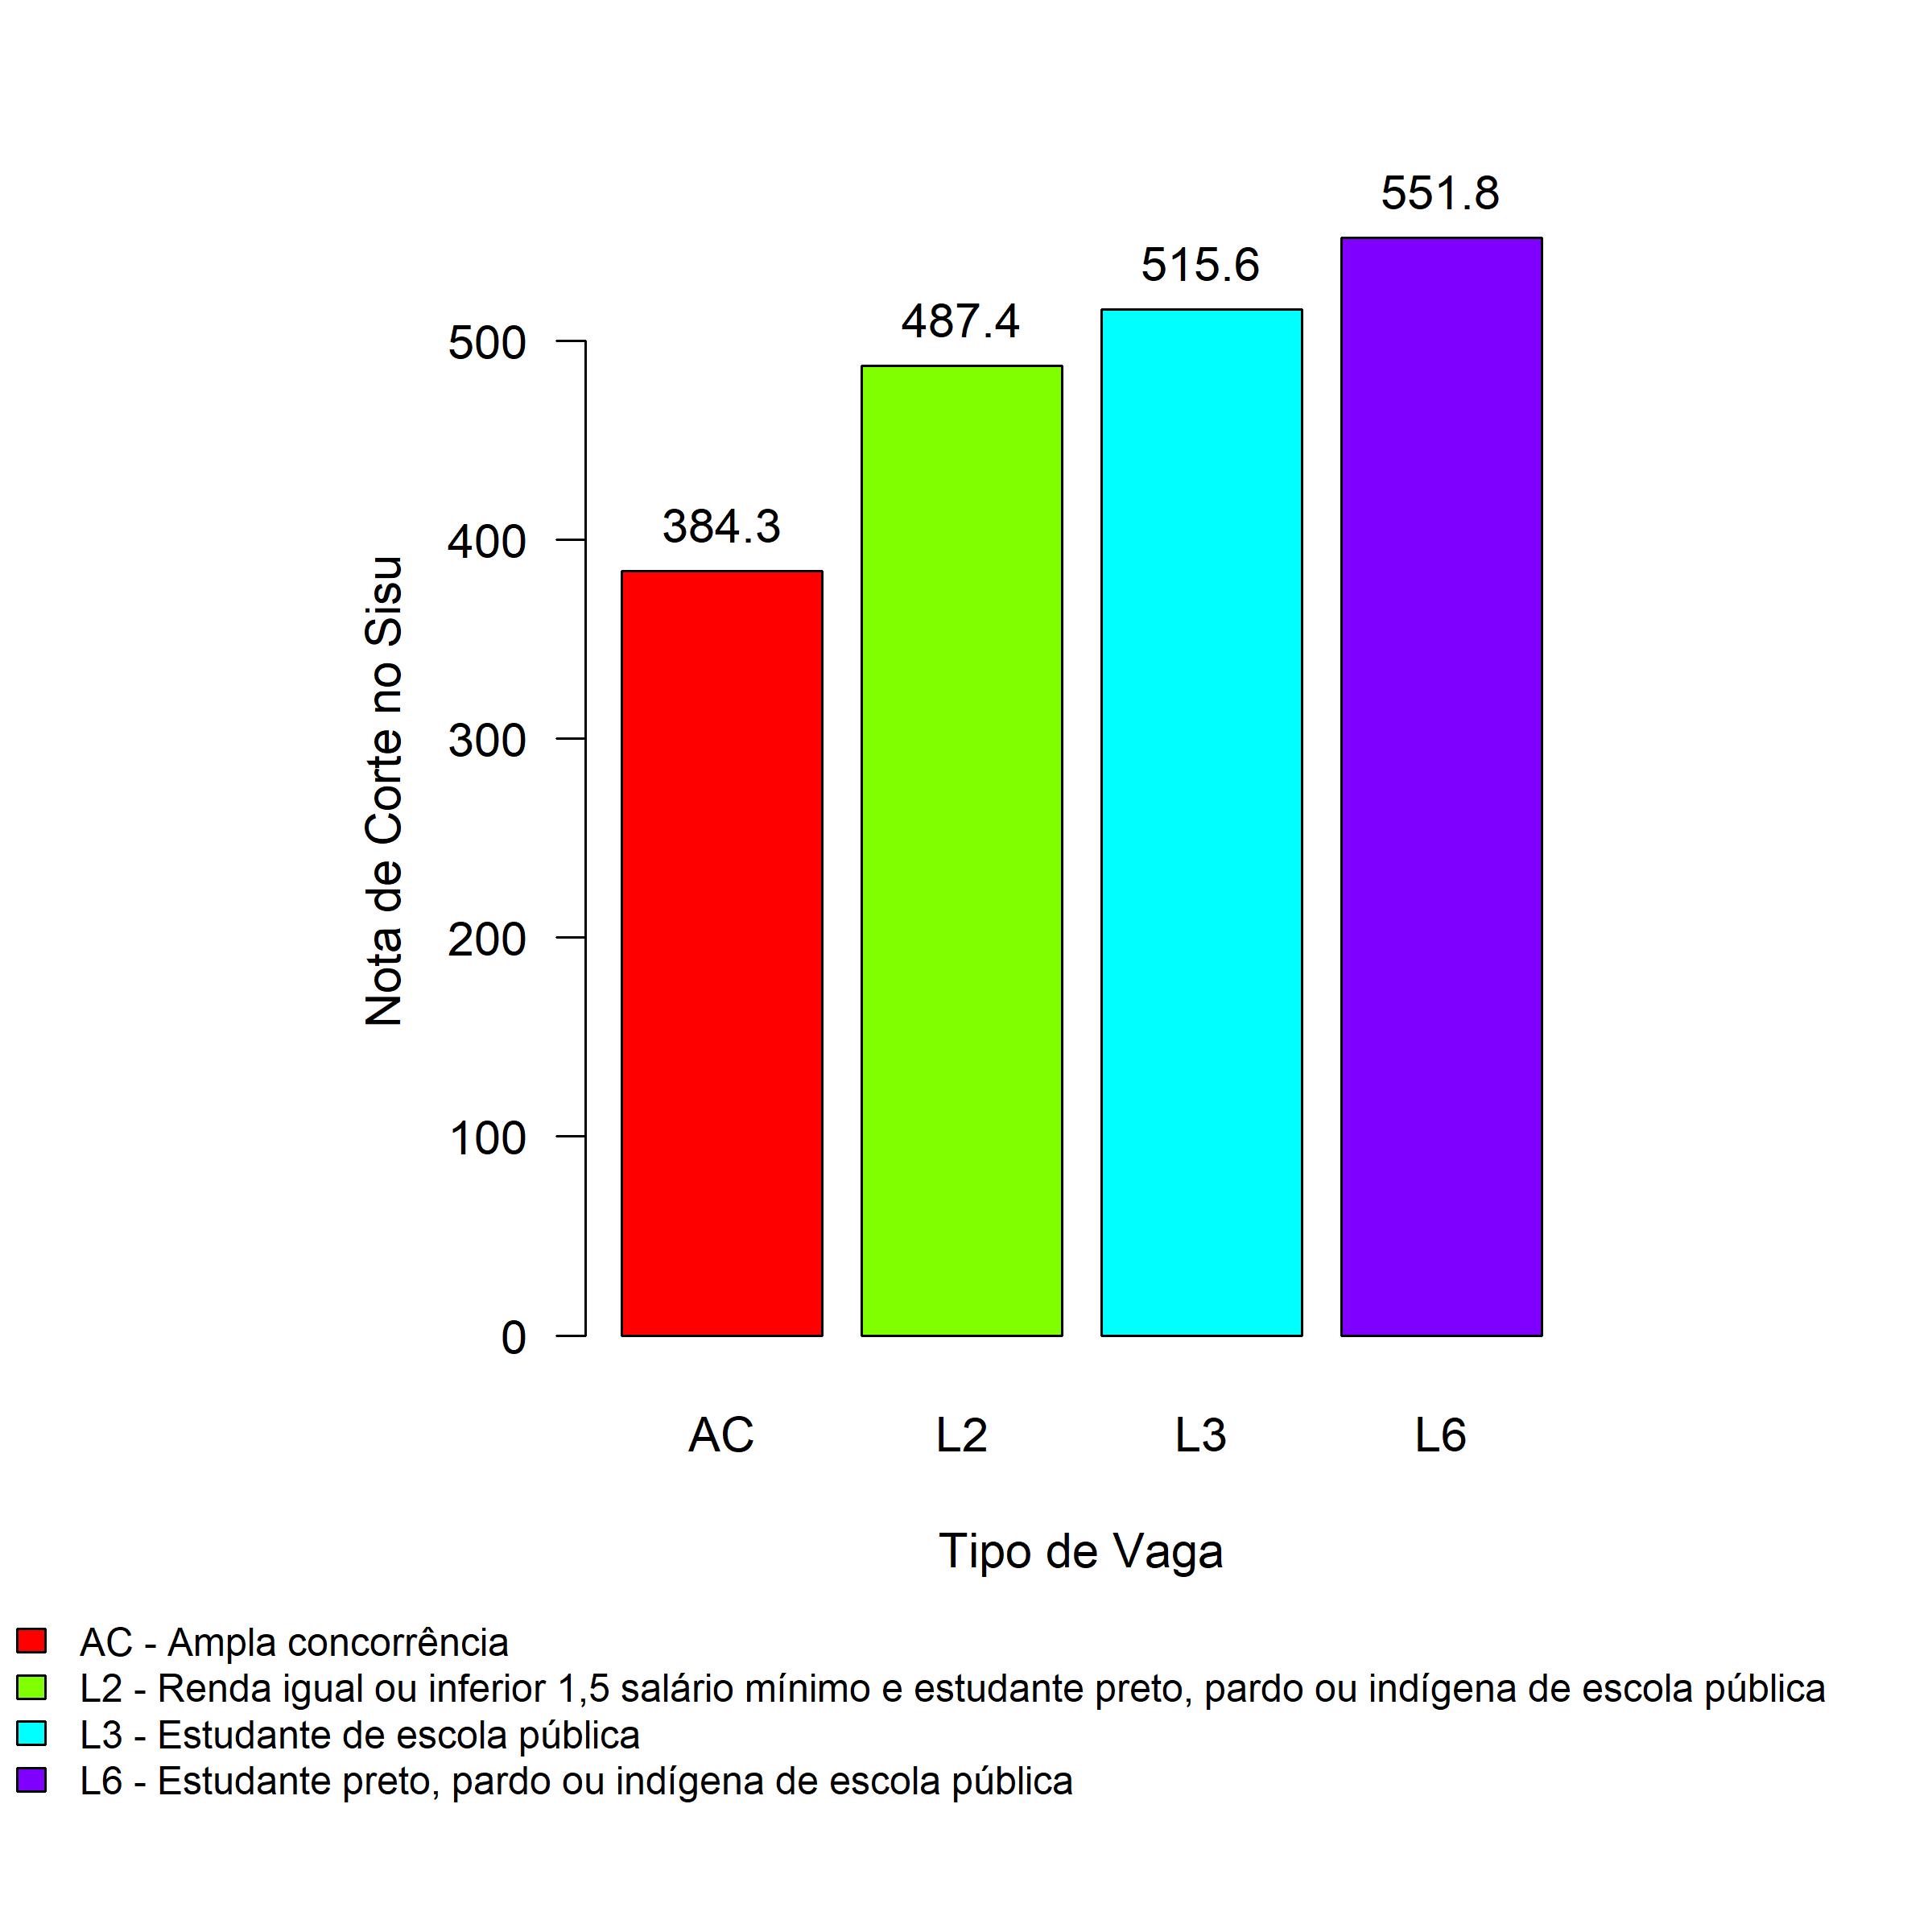 551.8
515.6
487.4
384.3
500
400
300
200
100
0
Nota de Corte no Sisu
AC
L2
L3
L6
Tipo de Vaga
AC - Ampla concorrência
L2 - Renda igual ou inferior 1,5 salário mínimo e estudante preto, pardo ou indígena de escola pública
L3 - Estudante de escola pública
L6 - Estudante preto, pardo ou indígena de escola pública